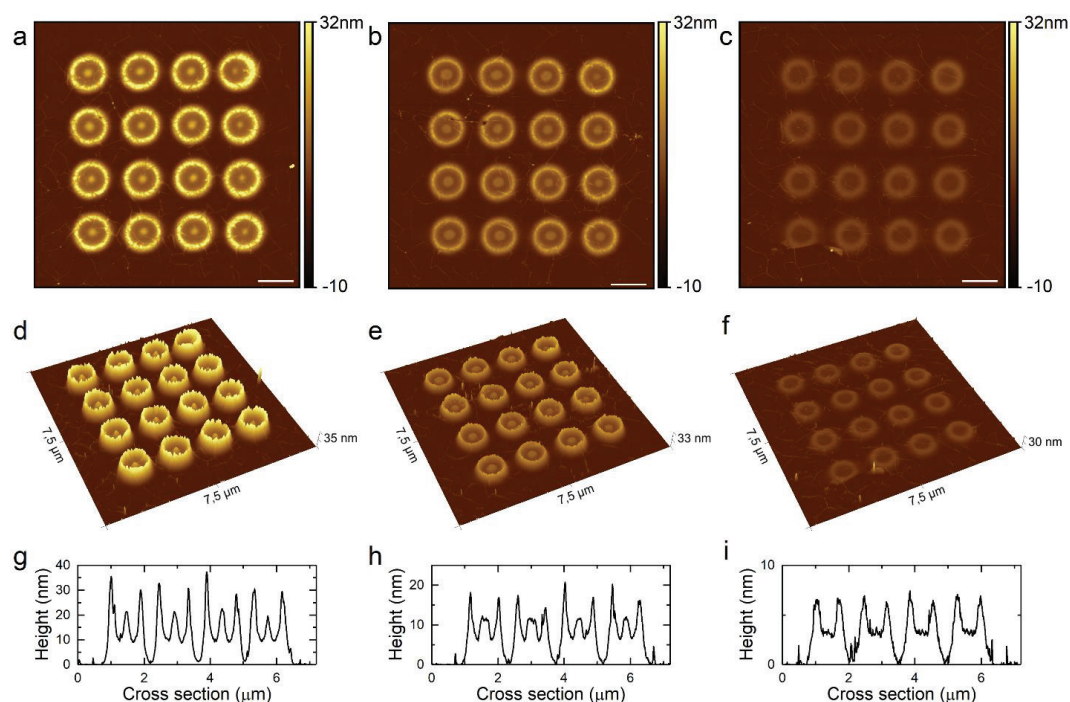 a
32nm
-10
b
32nm
-10
c
32nm
-10
d
7,5 µm
7,5 µm
35 nm
e
7,5 µm
7,5 µm
33 nm
f
7,5 µm
7,5 µm
30 nm
g
40
30
20
10
0
Height (nm)
0 2 4 6
Cross section (µm)
h
20
10
0
Height (nm)
0 2 4 6
Cross section (µm)
i
10
5
0
Height (nm)
0 2 4 6
Cross section (µm)